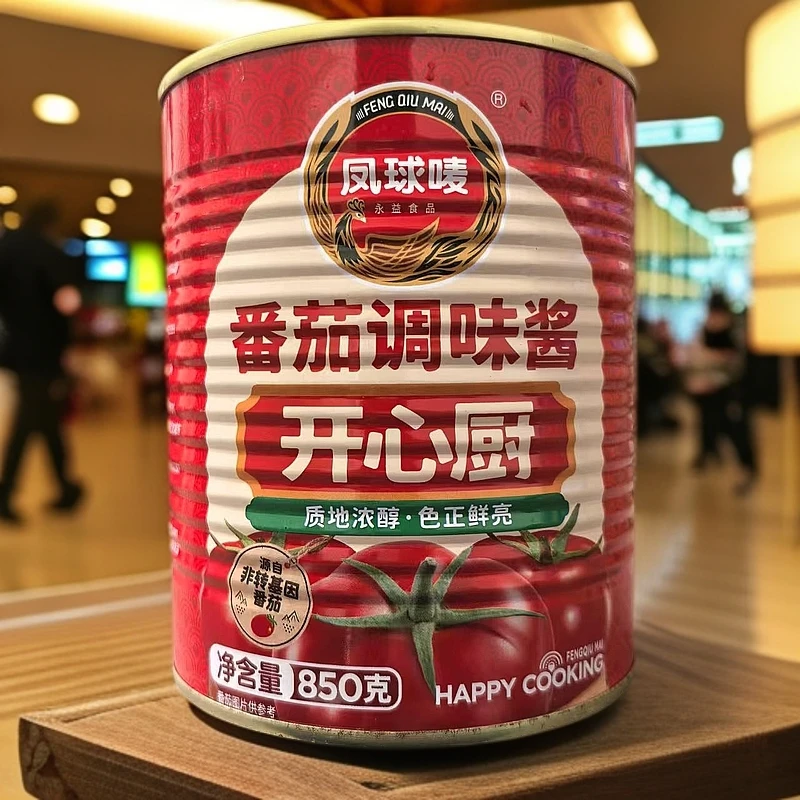 FENG QIU MAI
®
凤球唛
永益食品
番茄调味酱
开心厨
质地浓醇·色正鲜亮
源自
非转基因
番茄
净含量 850克
番茄图片供参考
FENGQIU MAI
HAPPY COOKING